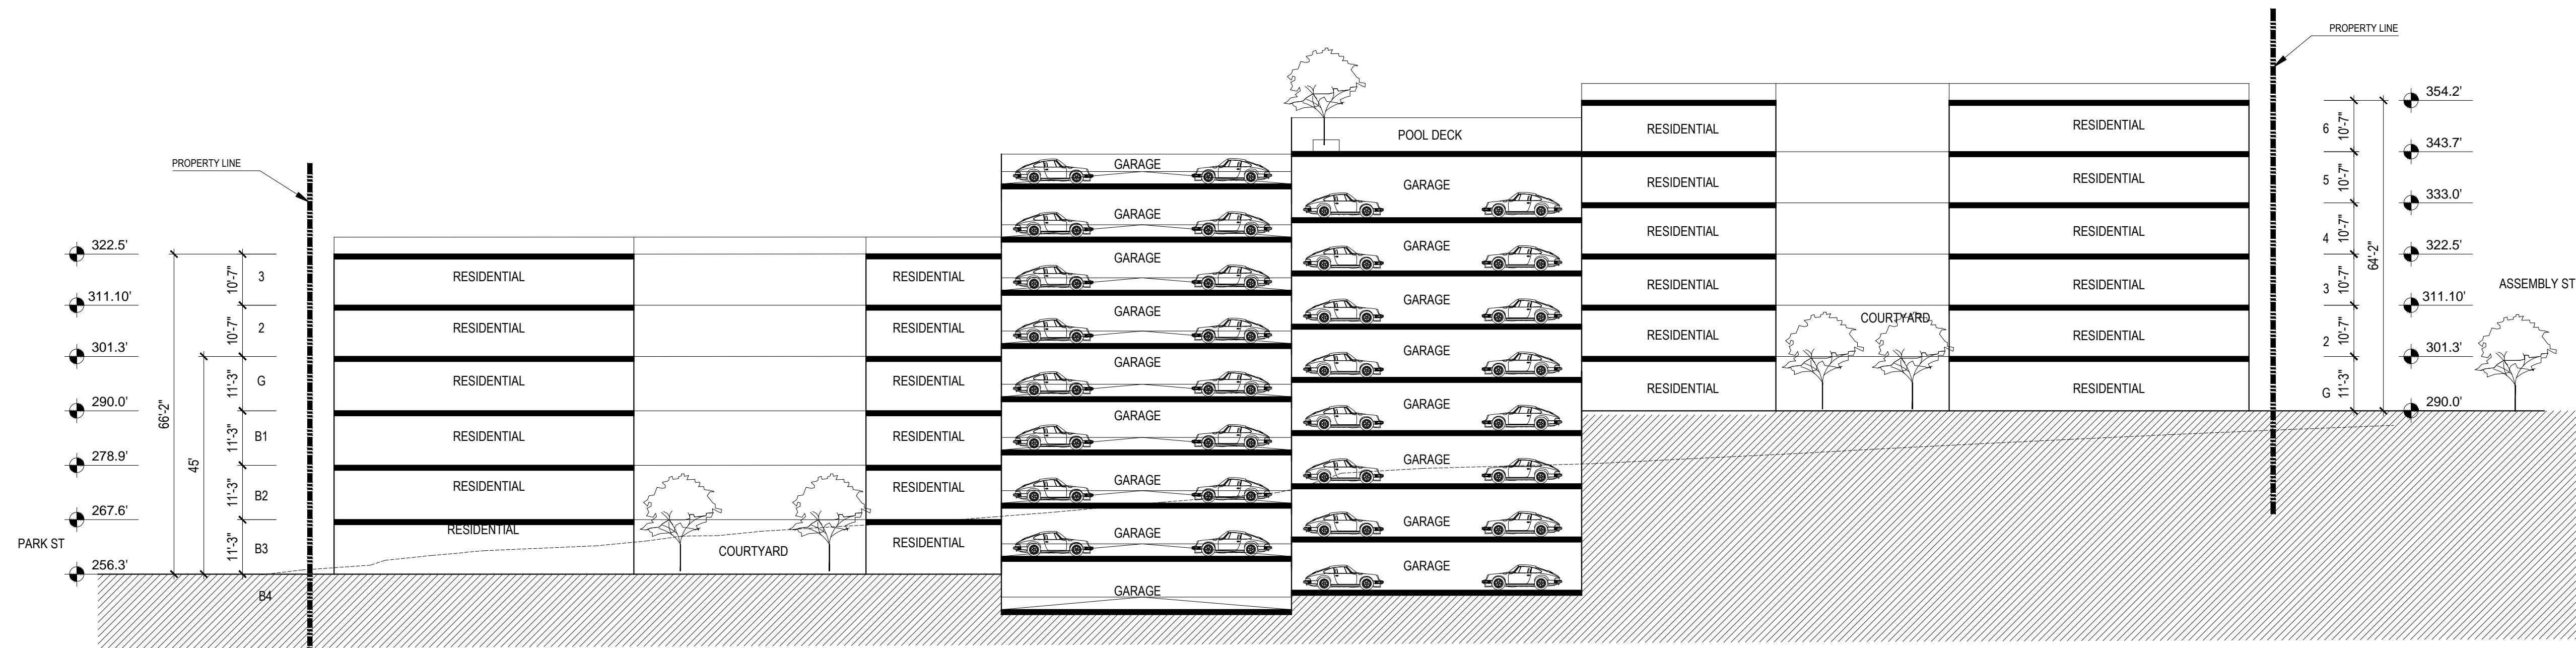 PROPERTY LINE
PROPERTY LINE
354.2'
6
10'-7"
343.7'
5
10'-7"
333.0'
4
10'-7"
322.5'
3
10'-7"
311.10'
2
10'-7"
301.3'
G
11'-3"
290.0'
64'-2"
ASSEMBLY ST
322.5'
10'-7"
3
311.10'
10'-7"
2
301.3'
11'-3"
G
290.0'
11'-3"
B1
278.9'
11'-3"
B2
267.6'
11'-3"
B3
256.3'
B4
66'-2"
45'
PARK ST
RESIDENTIAL
RESIDENTIAL
RESIDENTIAL
RESIDENTIAL
RESIDENTIAL
RESIDENTIAL
COURTYARD
RESIDENTIAL
RESIDENTIAL
RESIDENTIAL
RESIDENTIAL
RESIDENTIAL
RESIDENTIAL
GARAGE
GARAGE
GARAGE
GARAGE
GARAGE
GARAGE
GARAGE
GARAGE
GARAGE
POOL DECK
GARAGE
GARAGE
GARAGE
GARAGE
GARAGE
GARAGE
GARAGE
GARAGE
RESIDENTIAL
RESIDENTIAL
RESIDENTIAL
RESIDENTIAL
RESIDENTIAL
RESIDENTIAL
COURTYARD
RESIDENTIAL
RESIDENTIAL
RESIDENTIAL
RESIDENTIAL
RESIDENTIAL
RESIDENTIAL